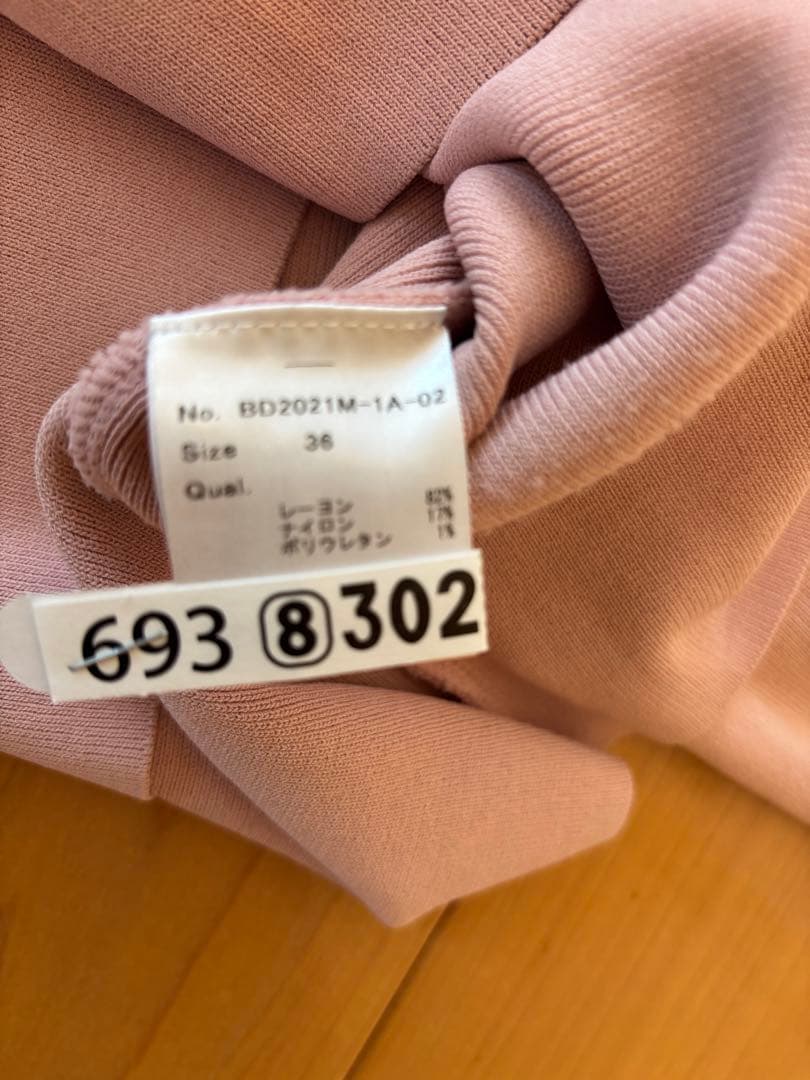 No. BD2021M-1A-02
Size 36
Qual.
レーヨン 82%
ナイロン 17%
ポリウレタン 1%
693 8 302